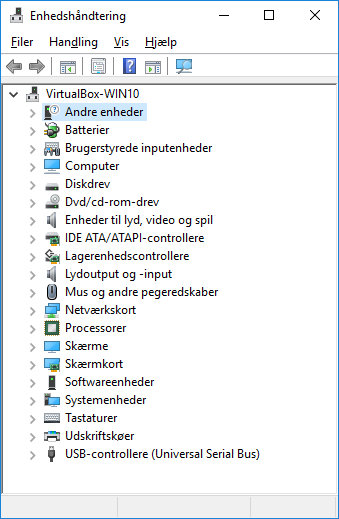 Enhedshåndtering
Filer Handling Vis Hjælp
VirtualBox-WIN10
Andre enheder
Batterier
Brugerstyrede inputenheder
Computer
Diskdrev
Dvd/cd-rom-drev
Enheder til lyd, video og spil
IDE ATA/ATAPI-controllere
Lagerenhedscontrollere
Lydoutput og -input
Mus og andre pegeredskaber
Netværkskort
Processorer
Skærme
Skærmkort
Softwareenheder
Systemenheder
Tastaturer
Udskriftskøer
USB-controllere (Universal Serial Bus)